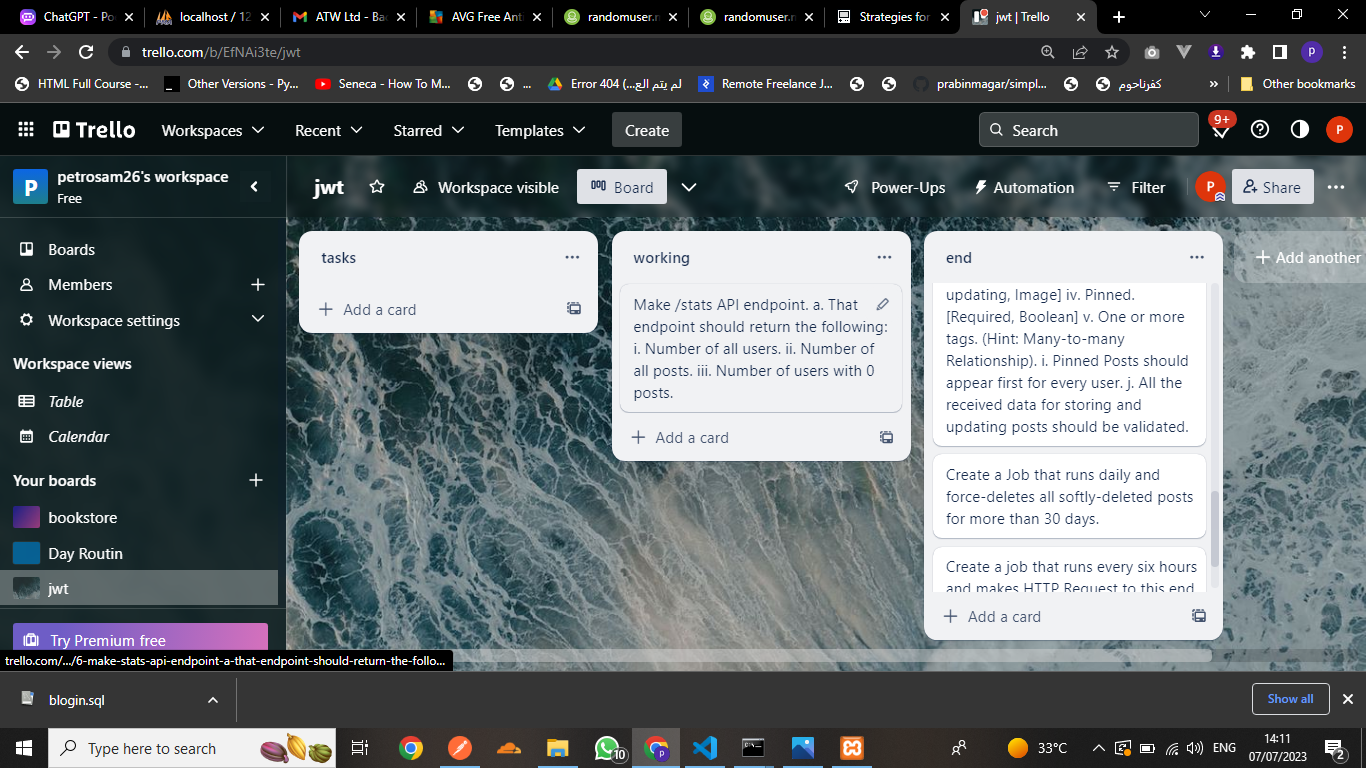 ChatGPT - Po
localhost / 12
ATW Ltd - Bac
AVG Free Ant
randomuser.n
randomuser.n
Strategies for
jwt | Trello
trello.com/b/EfNAi3te/jwt
HTML Full Course -...
Other Versions - Py...
Seneca - How To M...
...
Error 404 (لم يتم الع...
Remote Freelance J...
prabinmagar/simpl...
كفرناحوم
»
Other bookmarks
Trello
Workspaces
Recent
Starred
Templates
Create
Search
9+
P
P
petrosam26's workspace
Free
jwt
Workspace visible
Board
Power-Ups
Automation
Filter
P
Share
Boards
Members
Workspace settings
Workspace views
Table
Calendar
Your boards
bookstore
Day Routin
jwt
Try Premium free
tasks
Add a card
working
Make /stats API endpoint. a. That
endpoint should return the following:
i. Number of all users. ii. Number of
all posts. iii. Number of users with 0
posts.
Add a card
end
updating, Image] iv. Pinned.
[Required, Boolean] v. One or more
tags. (Hint: Many-to-many
Relationship). i. Pinned Posts should
appear first for every user. j. All the
received data for storing and
updating posts should be validated.
Create a Job that runs daily and
force-deletes all softly-deleted posts
for more than 30 days.
Create a job that runs every six hours
and makes HTTP Request to this end
Add a card
Add another
trello.com/.../6-make-stats-api-endpoint-a-that-endpoint-should-return-the-follo...
blogin.sql
Show all
Type here to search
10
33°C
ENG
14:11
07/07/2023
2